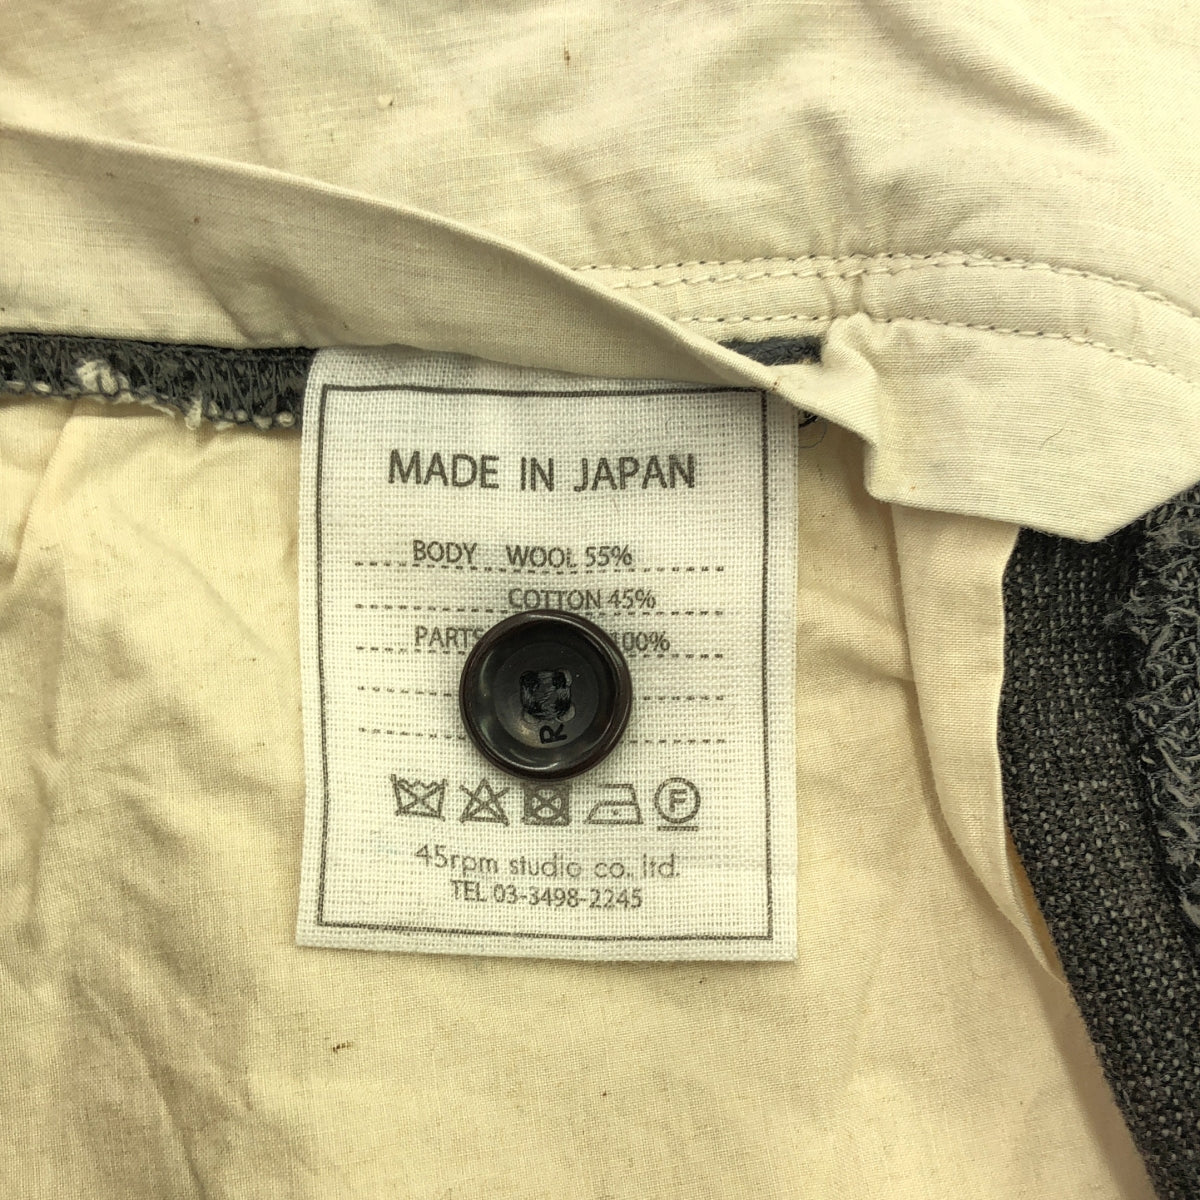 MADE IN JAPAN
BODY WOOL 55%
COTTON 45%
PARTS 100%
R
F
45rpm studio co., ltd.
TEL 03-3498-2245